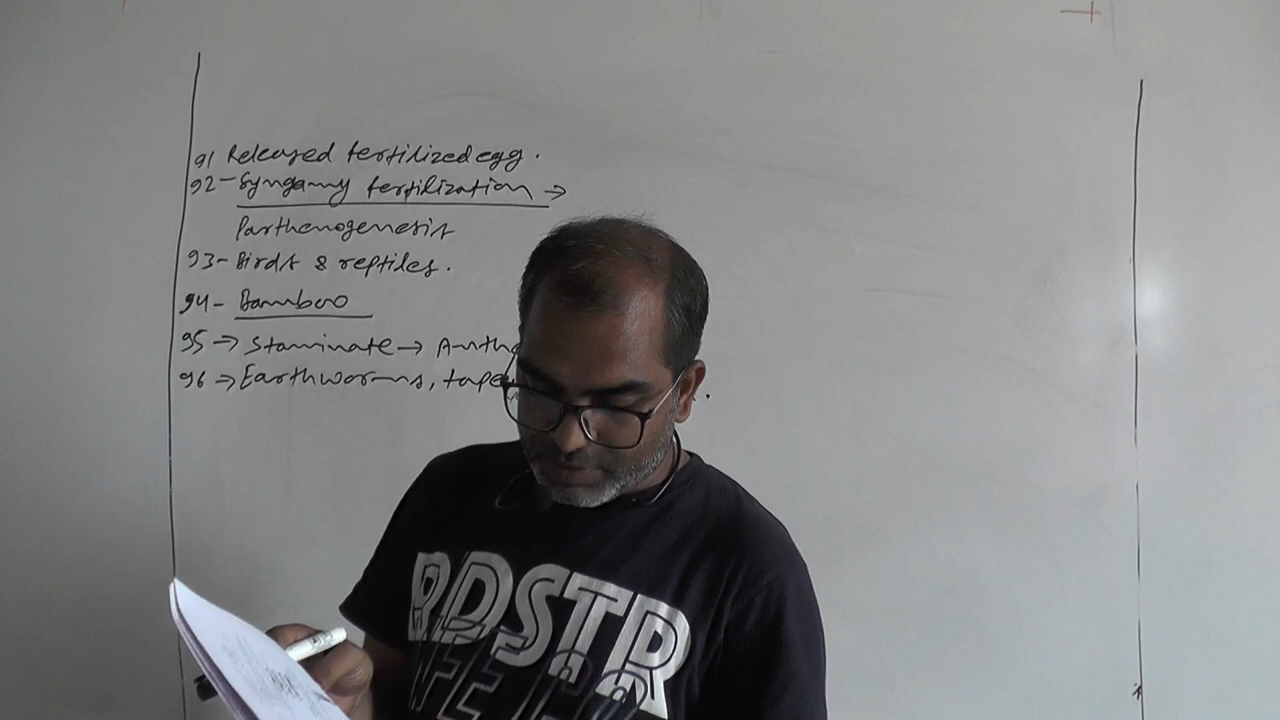 91 Released fertilized egg.
92- Syngamy fertilization →
Parthenogenesis
93- Birds & reptiles.
94- Bamboo
95 → Staminate → Anthe
96 → Earthworms, tape
RDSTR